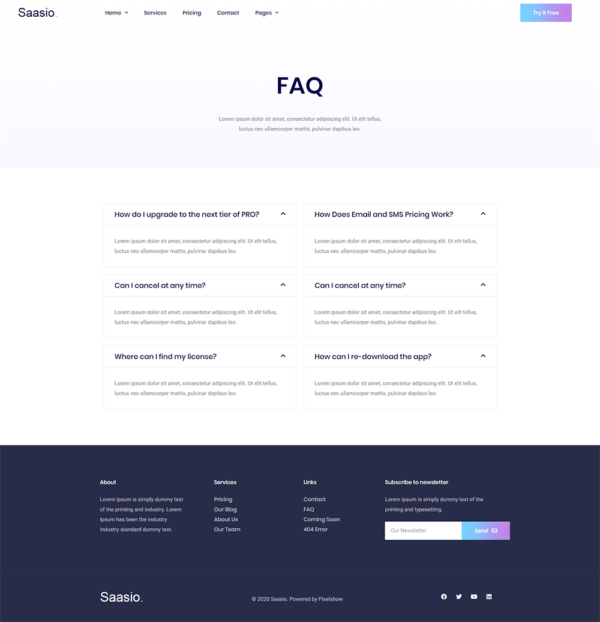 Saasio.
Home
Services
Pricing
Contact
Pages
Try It Free
FAQ
Lorem ipsum dolor sit amet, consectetur adipiscing elit. Ut elit tellus,
luctus nec ullamcorper mattis, pulvinar dapibus leo.
How do I upgrade to the next tier of PRO?
Lorem ipsum dolor sit amet, consectetur adipiscing elit. Ut elit tellus,
luctus nec ullamcorper mattis, pulvinar dapibus leo.
How Does Email and SMS Pricing Work?
Lorem ipsum dolor sit amet, consectetur adipiscing elit. Ut elit tellus,
luctus nec ullamcorper mattis, pulvinar dapibus leo.
Can I cancel at any time?
Lorem ipsum dolor sit amet, consectetur adipiscing elit. Ut elit tellus,
luctus nec ullamcorper mattis, pulvinar dapibus leo.
Can I cancel at any time?
Lorem ipsum dolor sit amet, consectetur adipiscing elit. Ut elit tellus,
luctus nec ullamcorper mattis, pulvinar dapibus leo.
Where can I find my license?
Lorem ipsum dolor sit amet, consectetur adipiscing elit. Ut elit tellus,
luctus nec ullamcorper mattis, pulvinar dapibus leo.
How can I re-download the app?
Lorem ipsum dolor sit amet, consectetur adipiscing elit. Ut elit tellus,
luctus nec ullamcorper mattis, pulvinar dapibus leo.
About
Lorem Ipsum is simply dummy text
of the printing and industry. Lorem
Ipsum has been the industry
industry standard dummy text.
Services
Pricing
Our Blog
About Us
Our Team
Links
Contact
FAQ
Coming Soon
404 Error
Subscribe to newsletter
Lorem Ipsum is simply dummy text of the
printing and typesetting.
Our Newsletter
Send
Saasio.
© 2020 Saasio. Powered by Pixelshow